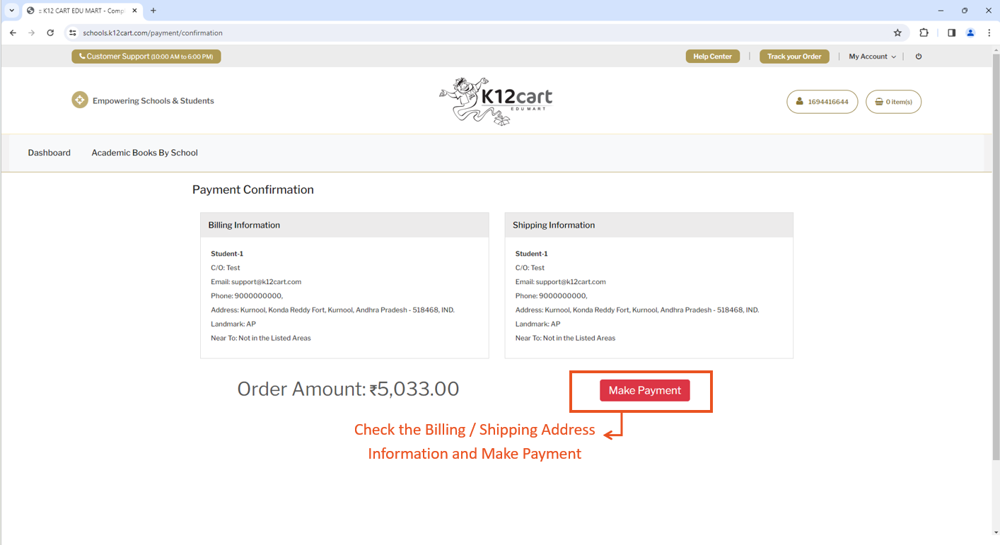 :: K12 CART EDU MART - Compl
schools.k12cart.com/payment/confirmation
Customer Support (10:00 AM to 6:00 PM)
Help Center | Track your Order | My Account |
Empowering Schools & Students
K12cart
EDU MART
1694416644
0 item(s)
Dashboard
Academic Books By School
Payment Confirmation
Billing Information
Student-1
C/O: Test
Email: support@k12cart.com
Phone: 9000000000,
Address: Kurnool, Konda Reddy Fort, Kurnool, Andhra Pradesh - 518468, IND.
Landmark: AP
Near To: Not in the Listed Areas
Shipping Information
Student-1
C/O: Test
Email: support@k12cart.com
Phone: 9000000000,
Address: Kurnool, Konda Reddy Fort, Kurnool, Andhra Pradesh - 518468, IND.
Landmark: AP
Near To: Not in the Listed Areas
Order Amount: ₹5,033.00
Make Payment
Check the Billing / Shipping Address
Information and Make Payment